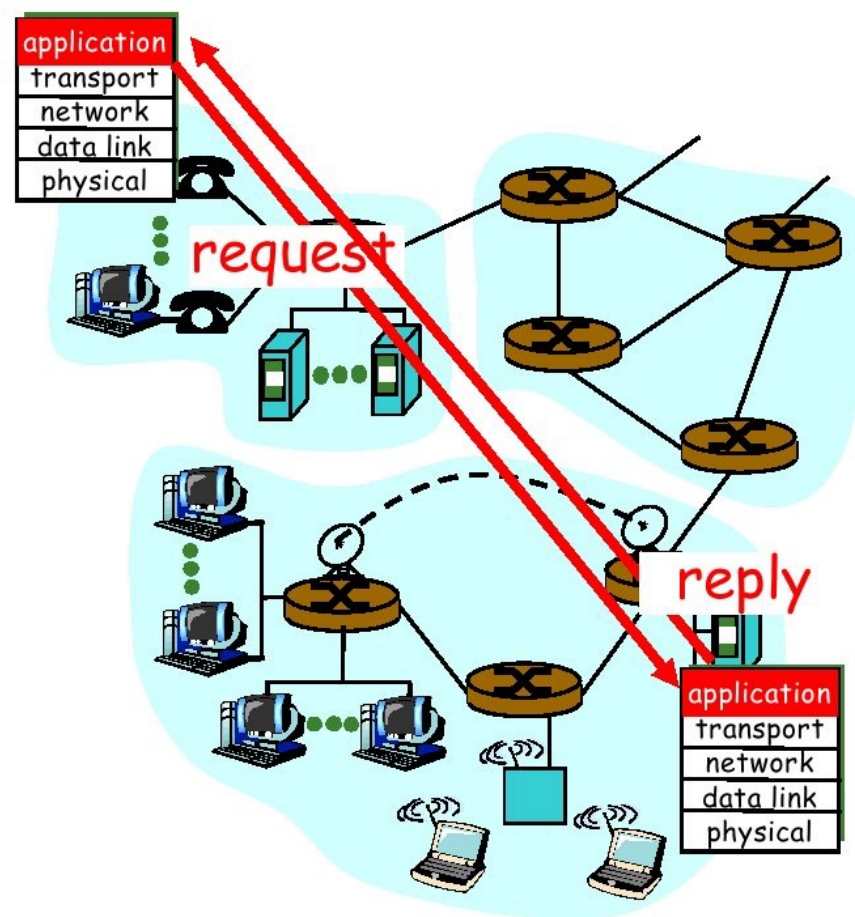 application
transport
network
data link
physical
request
reply
application
transport
network
data link
physical